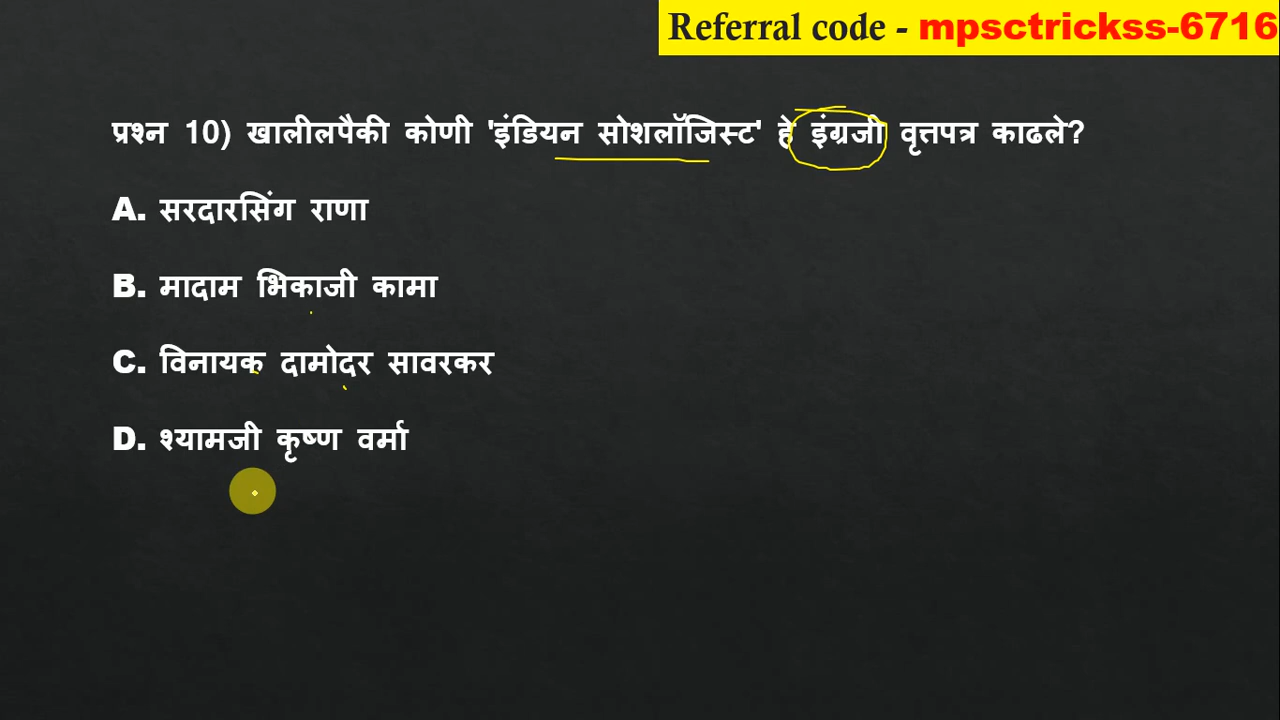 Referral code - mpsctrickss-6716
प्रश्न 10) खालीलपैकी कोणी 'इंडियन सोशलॉजिस्ट' हे इंग्रजी वृत्तपत्र काढले?
A. सरदारसिंग राणा
B. मादाम भिकाजी कामा
C. विनायक दामोदर सावरकर
D. श्यामजी कृष्ण वर्मा